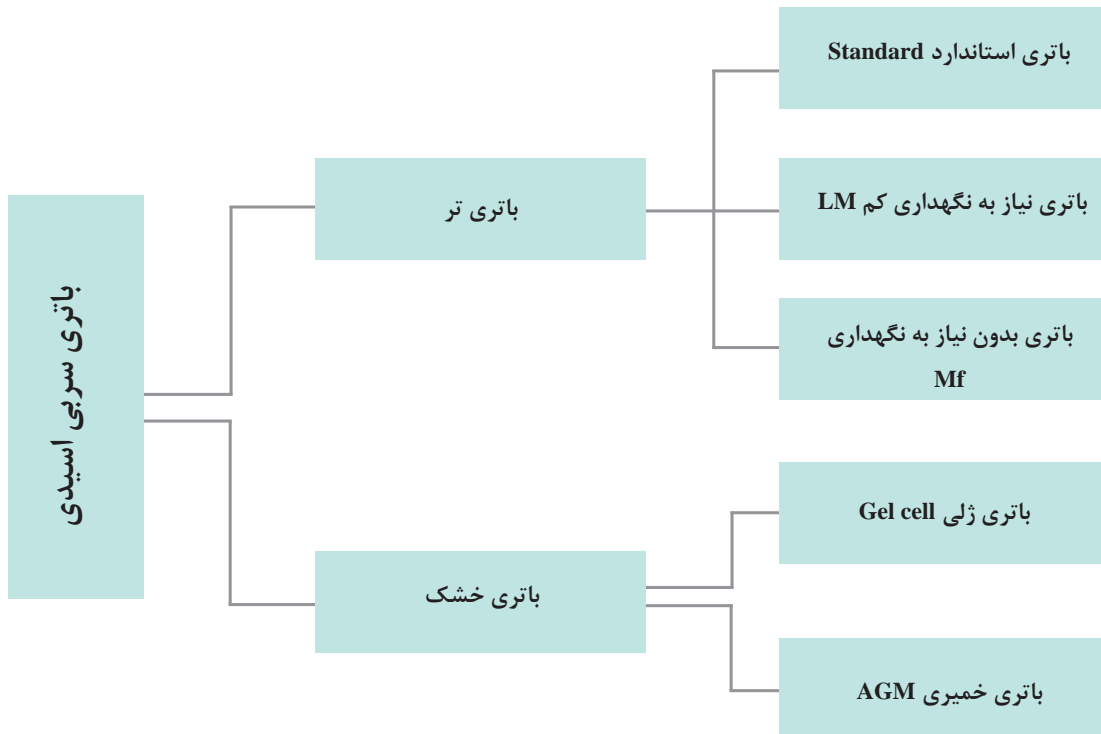 باتری سربی اسیدی
باتری تر
باتری استاندارد Standard
باتری نیاز به نگهداری کم LM
باتری بدون نیاز به نگهداری
Mf
باتری خشک
باتری ژلی Gel cell
باتری خمیری AGM